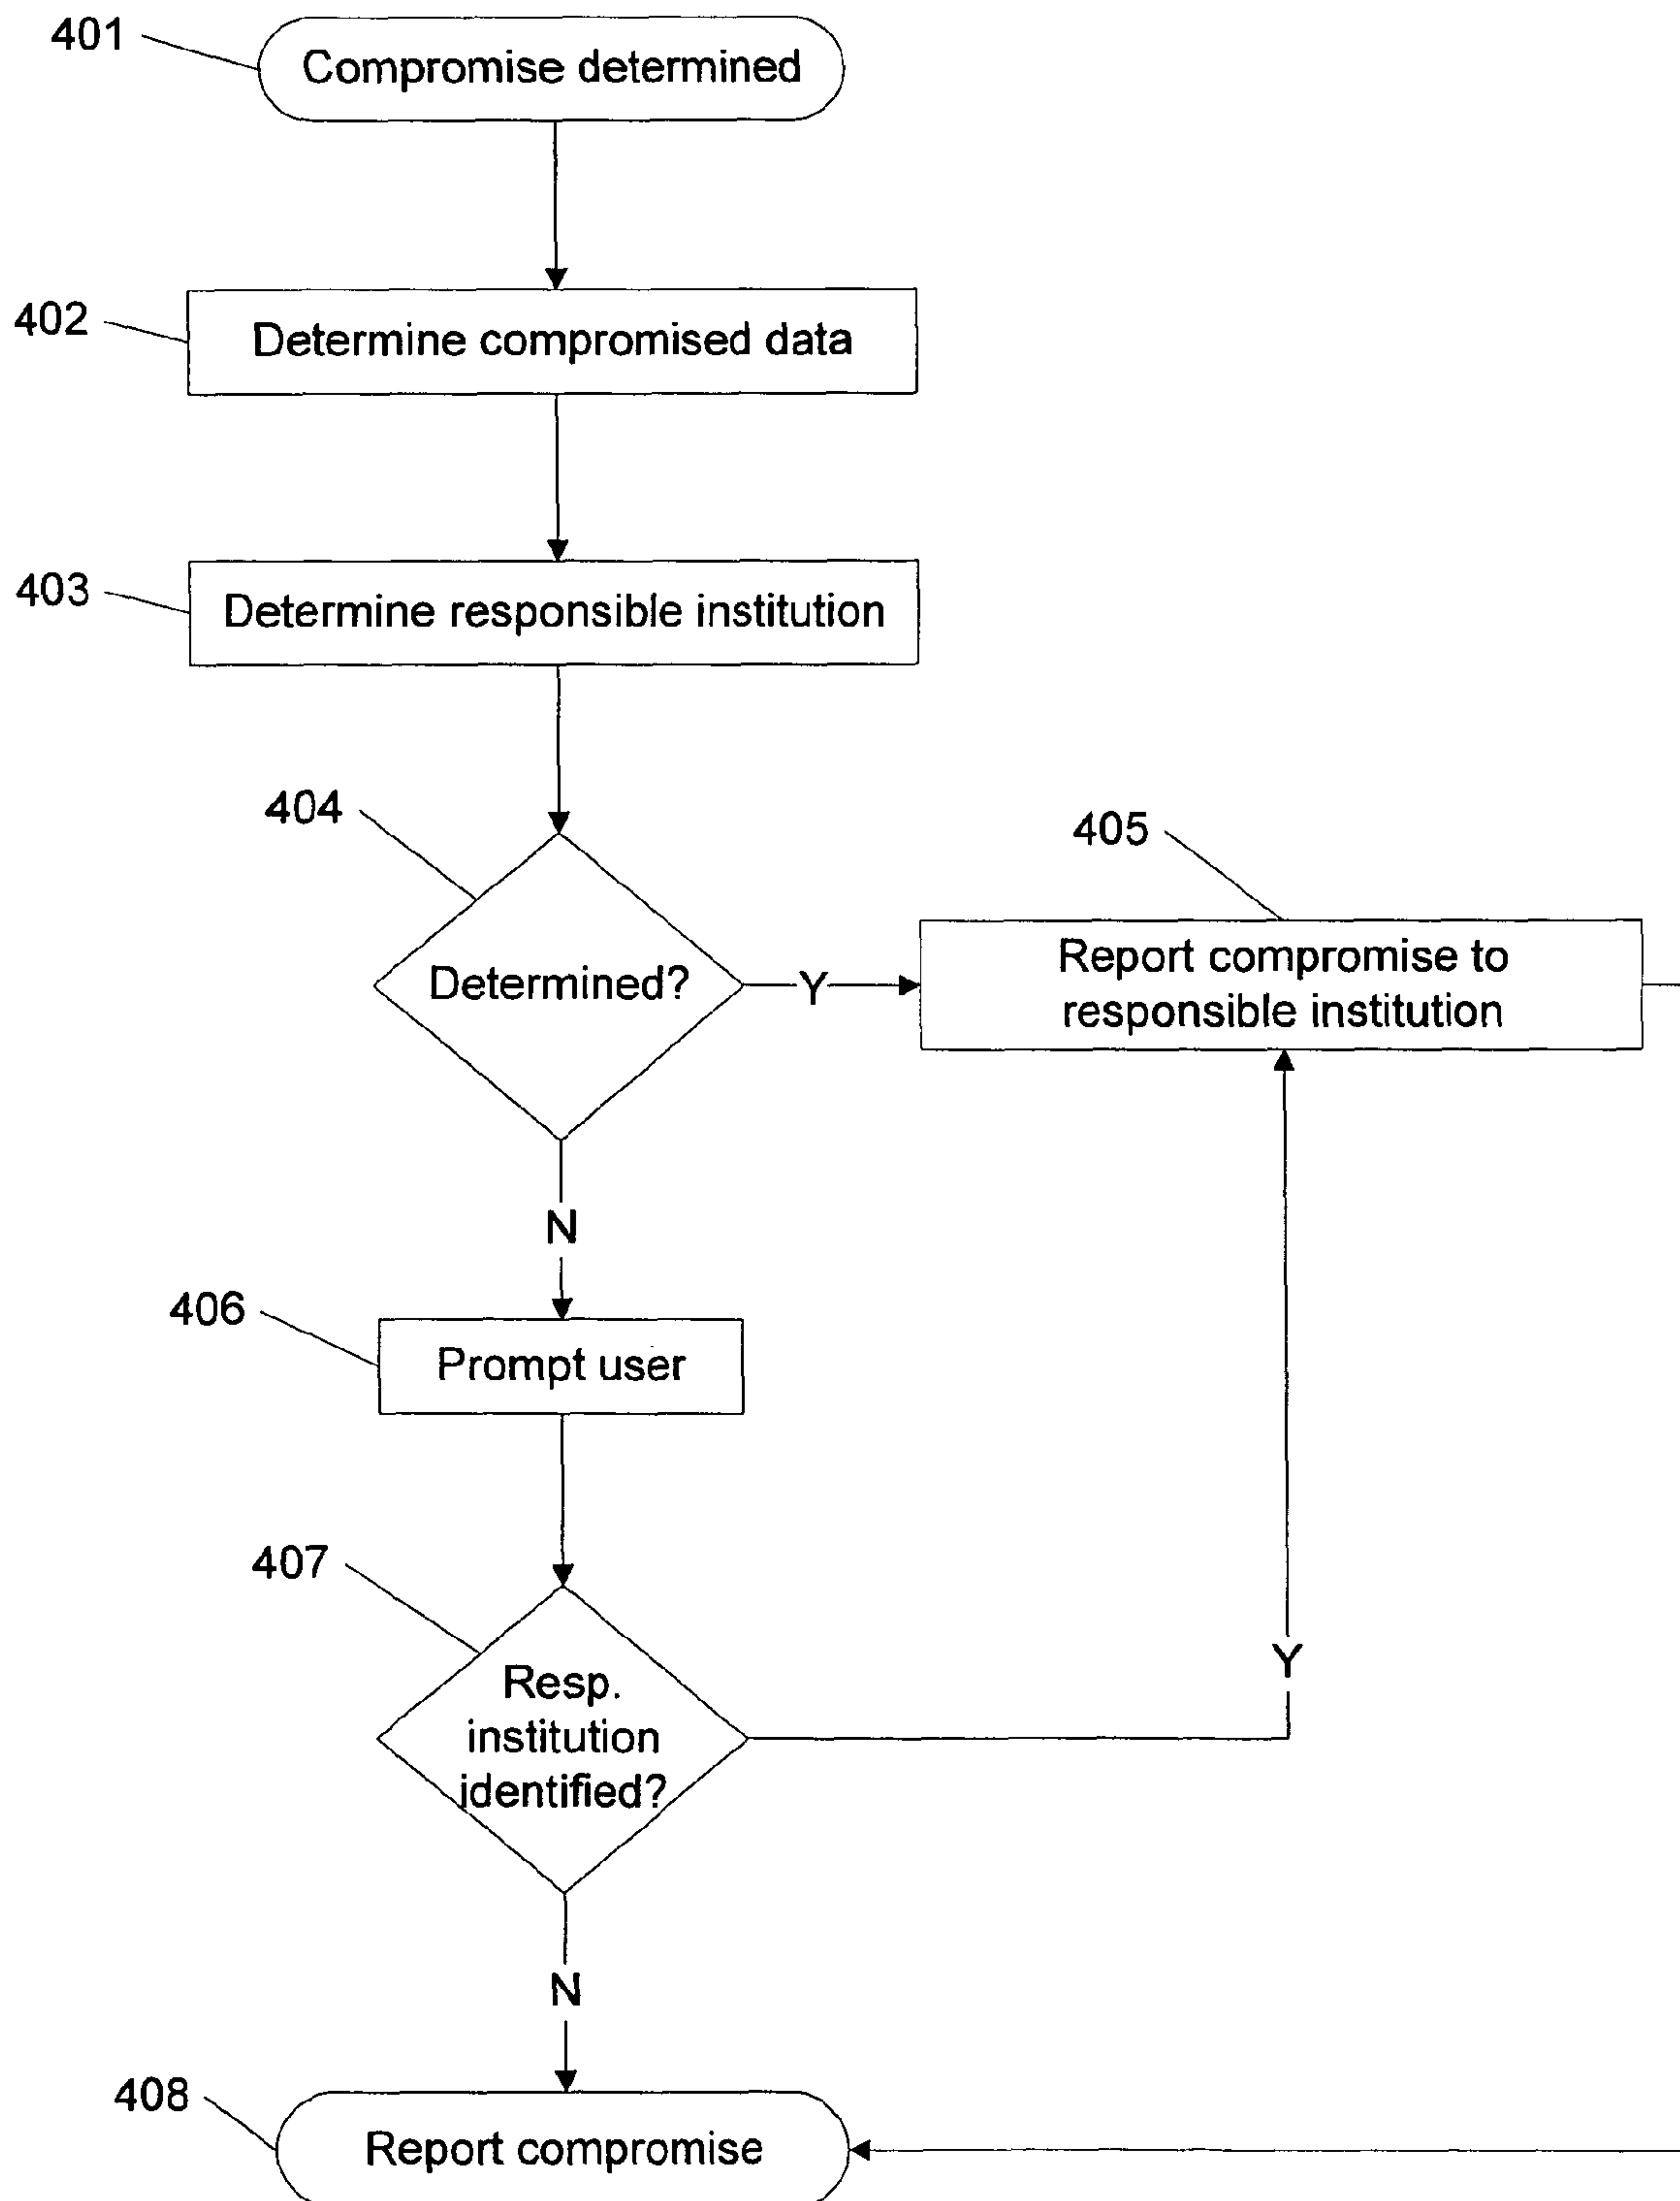 401
Compromise determined
402
Determine compromised data
403
Determine responsible institution
404
Determined?
Y
405
Report compromise to
responsible institution
N
406
Prompt user
407
Resp.
institution
identified?
Y
N
408
Report compromise